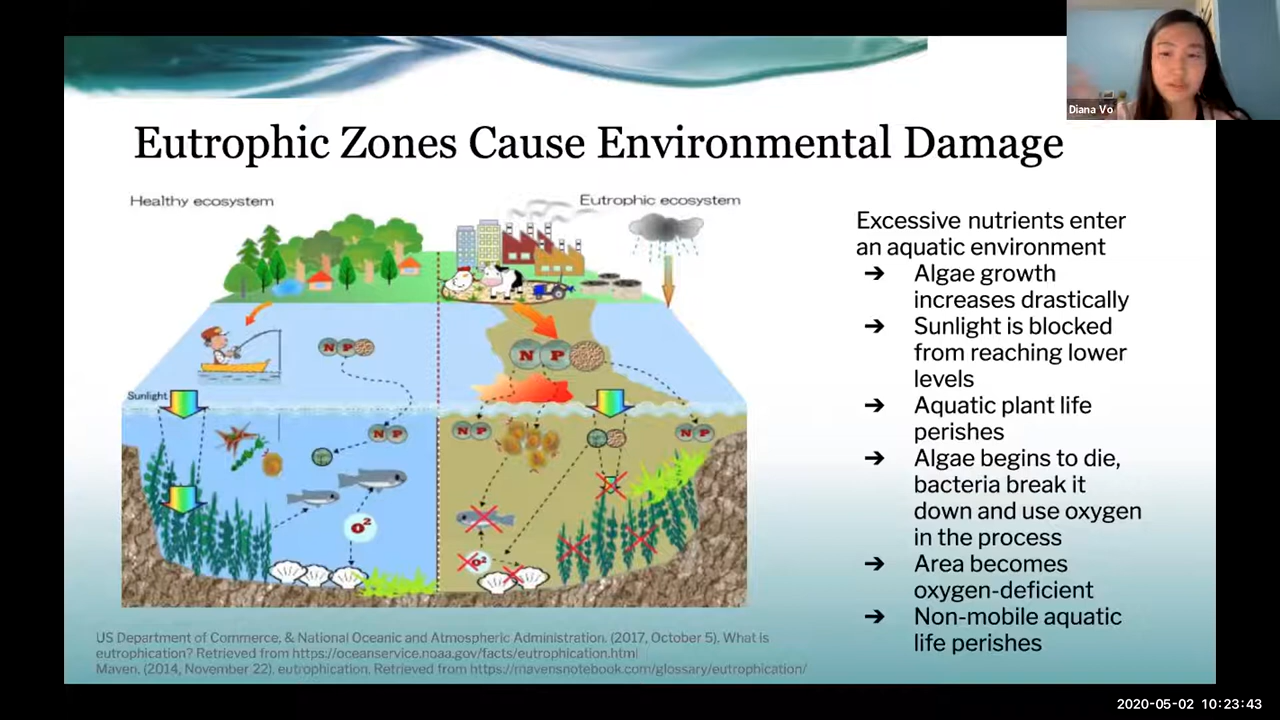 Diana Vo
Eutrophic Zones Cause Environmental Damage
Healthy ecosystem
Eutrophic ecosystem
N P
N P
Sunlight
N P
N P
N P
O²
O²
Excessive nutrients enter
an aquatic environment
➔ Algae growth
increases drastically
➔ Sunlight is blocked
from reaching lower
levels
➔ Aquatic plant life
perishes
➔ Algae begins to die,
bacteria break it
down and use oxygen
in the process
➔ Area becomes
oxygen-deficient
➔ Non-mobile aquatic
life perishes
US Department of Commerce, & National Oceanic and Atmospheric Administration. (2017, October 5). What is
eutrophication? Retrieved from https://oceanservice.noaa.gov/facts/eutrophication.html
Maven. (2014, November 22). eutrophication. Retrieved from https://mavensnotebook.com/glossary/eutrophication/
2020-05-02 10:23:43